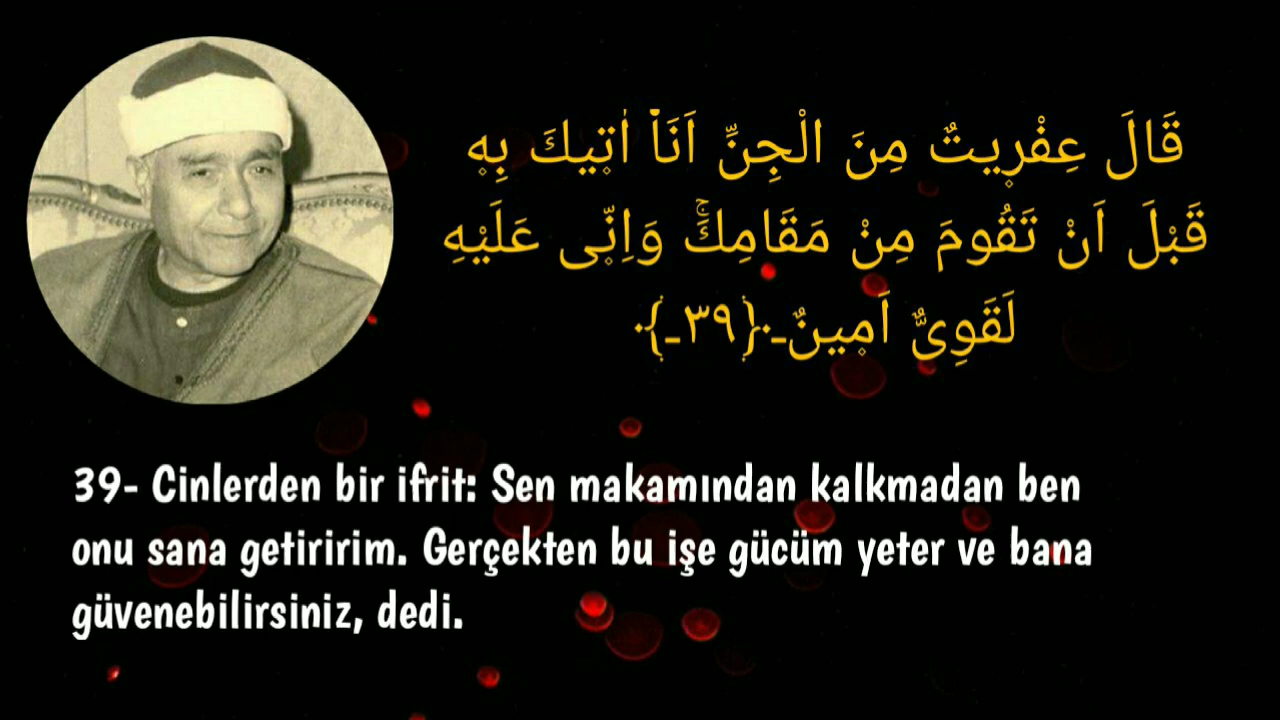 قَالَ عِفْر۪يتٌ مِنَ الْجِنِّ اَنَا۬ اٰت۪يكَ بِه۪
قَبْلَ اَنْ تَقُومَ مِنْ مَقَامِكَۚ وَاِنّ۪ى عَلَيْهِ
لَقَوِىٌّ اَم۪ينٌـ﴿٣٩ـ﴾
39- Cinlerden bir ifrit: Sen makamından kalkmadan ben
onu sana getiririm. Gerçekten bu işe gücüm yeter ve bana
güvenebilirsiniz, dedi.